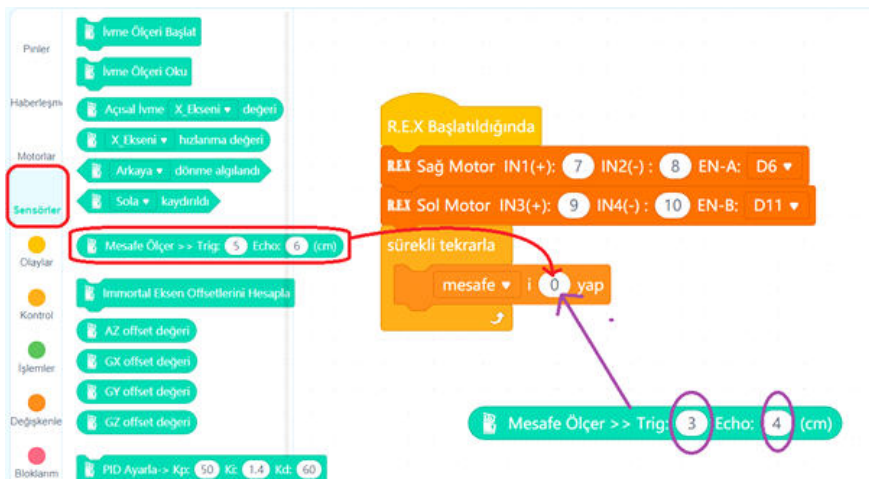 Pinler
Haberleşme
Motorlar
Sensörler
Olaylar
Kontrol
İşlemler
Değişkenle
Bloklarım
İvme Ölçeri Başlat
İvme Ölçeri Oku
Açısal İvme X_Ekseni değeri
X_Ekseni hızlanma değeri
Arkaya dönme algılandı
Sola kaydırıldı
Mesafe Ölçer >> Trig: 5 Echo: 6 (cm)
Immortal Eksen Offsetlerini Hesapla
AZ offset değeri
GX offset değeri
GY offset değeri
GZ offset değeri
PID Ayarla-> Kp: 50 Ki: 1.4 Kd: 60
R.E.X Başlatıldığında
R.E.X Sağ Motor IN1(+): 7 IN2(-) : 8 EN-A: D6
R.E.X Sol Motor IN3(+): 9 IN4(-) : 10 EN-B: D11
sürekli tekrarla
mesafe i 0 yap
Mesafe Ölçer >> Trig: 3 Echo: 4 (cm)